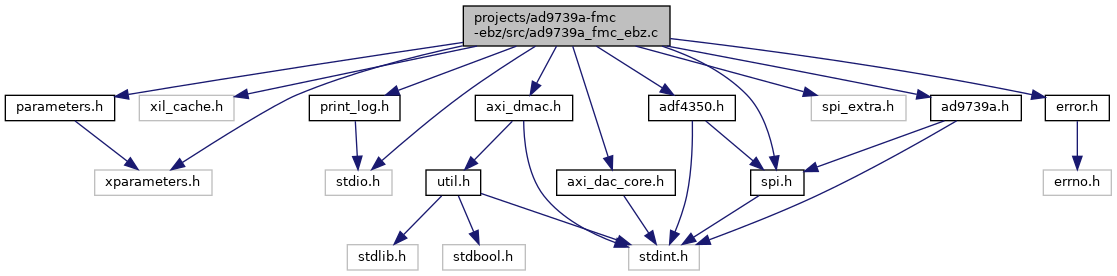 projects/ad9739a-fmc
-ebz/src/ad9739a_fmc_ebz.c
parameters.h
xil_cache.h
print_log.h
axi_dmac.h
adf4350.h
spi_extra.h
ad9739a.h
error.h
xparameters.h
stdio.h
util.h
axi_dac_core.h
spi.h
errno.h
stdlib.h
stdbool.h
stdint.h